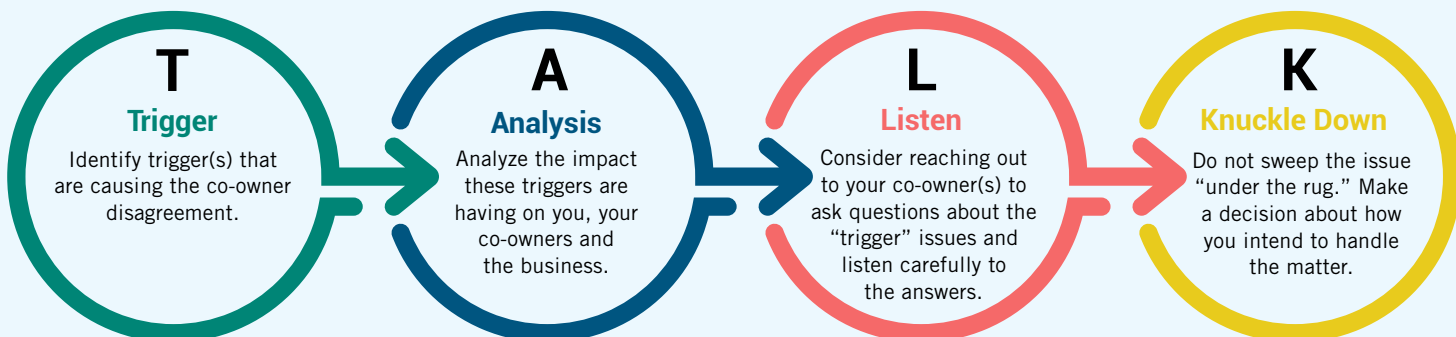 T
Trigger
Identify trigger(s) that
are causing the co-owner
disagreement.
A
Analysis
Analyze the impact
these triggers are
having on you, your
co-owners and
the business.
L
Listen
Consider reaching out
to your co-owner(s) to
ask questions about the
“trigger” issues and
listen carefully to
the answers.
K
Knuckle Down
Do not sweep the issue
“under the rug.” Make
a decision about how
you intend to handle
the matter.